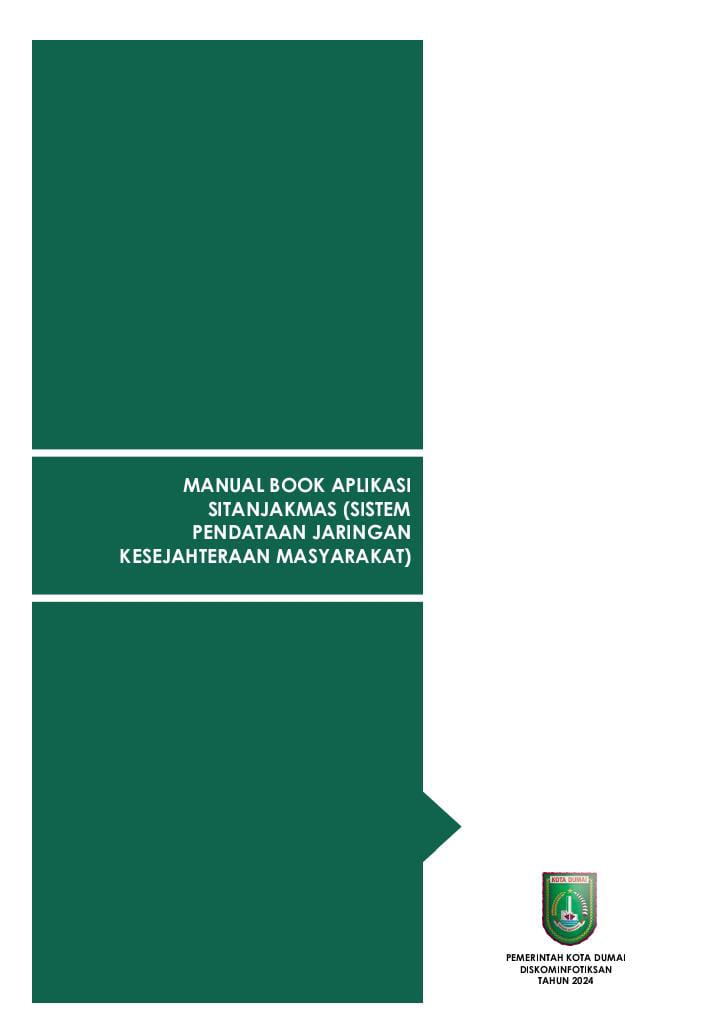 MANUAL BOOK APLIKASI
SITANJAKMAS (SISTEM
PENDATAAN JARINGAN
KESEJAHTERAAN MASYARAKAT)
KOTA DUMAI
PEMERINTAH KOTA DUMAI
DISKOMINFOTIKSAN
TAHUN 2024